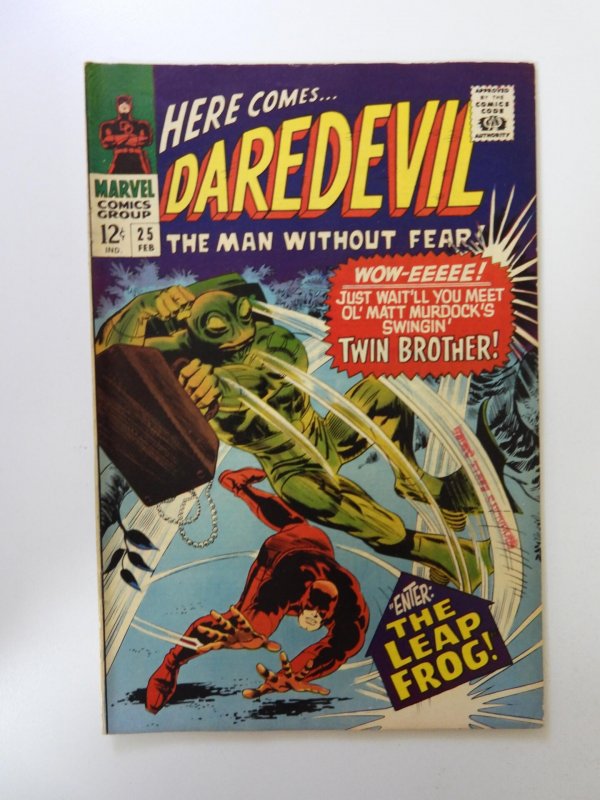 HERE COMES...
DAREDEVIL
THE MAN WITHOUT FEAR!
MARVEL
COMICS
GROUP
12¢
IND.
25
FEB
APPROVED
BY THE
COMICS
CODE
CA
AUTHORITY
WOW-EEEEE!
JUST WAIT'LL YOU MEET
OL' MATT MURDOCK'S
SWINGIN'
TWIN BROTHER!
"ENTER:
THE
LEAP
FROG!